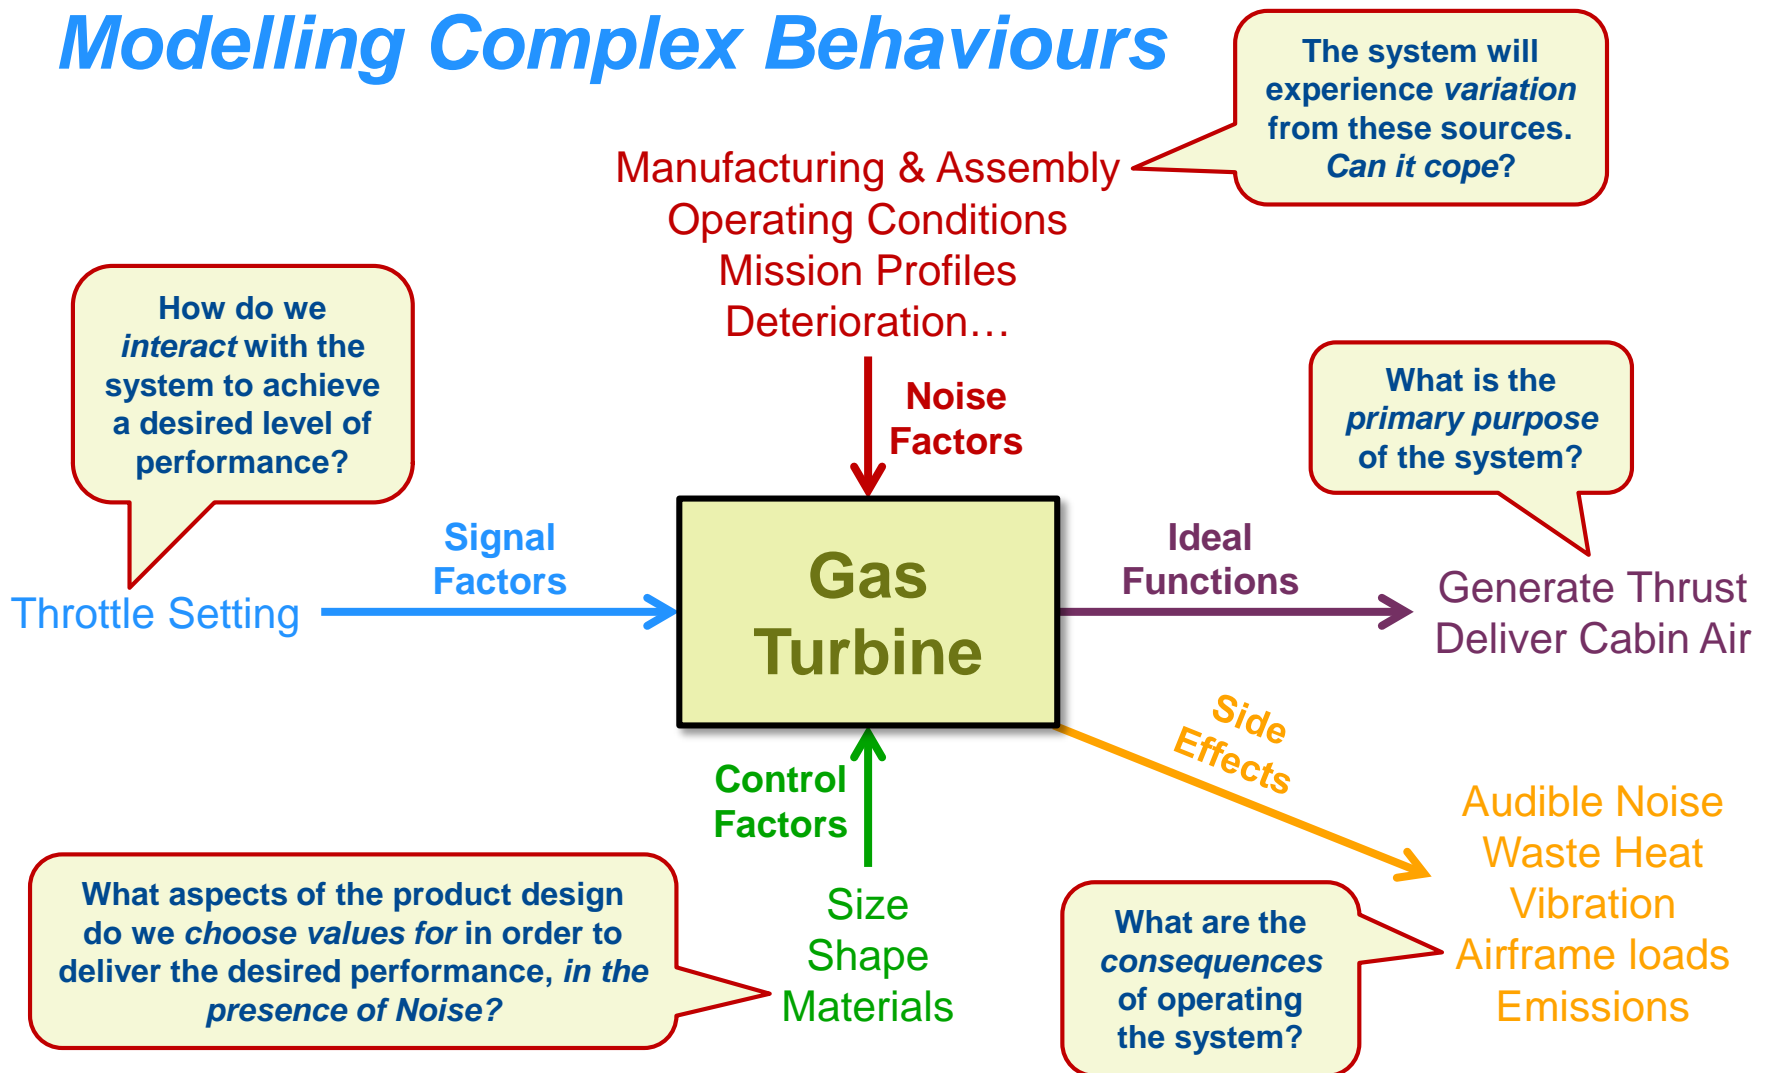 Modelling Complex Behaviours
The system will
experience variation
from these sources.
Can it cope?
Manufacturing & Assembly
Operating Conditions
Mission Profiles
Deterioration…
How do we
interact with the
system to achieve
a desired level of
performance?
Noise
Factors
What is the
primary purpose
of the system?
Signal
Factors
Throttle Setting
Gas
Turbine
Ideal
Functions
Generate Thrust
Deliver Cabin Air
Side
Effects
Control
Factors
Audible Noise
Waste Heat
Vibration
Airframe loads
Emissions
What aspects of the product design
do we choose values for in order to
deliver the desired performance, in the
presence of Noise?
Size
Shape
Materials
What are the
consequences
of operating
the system?